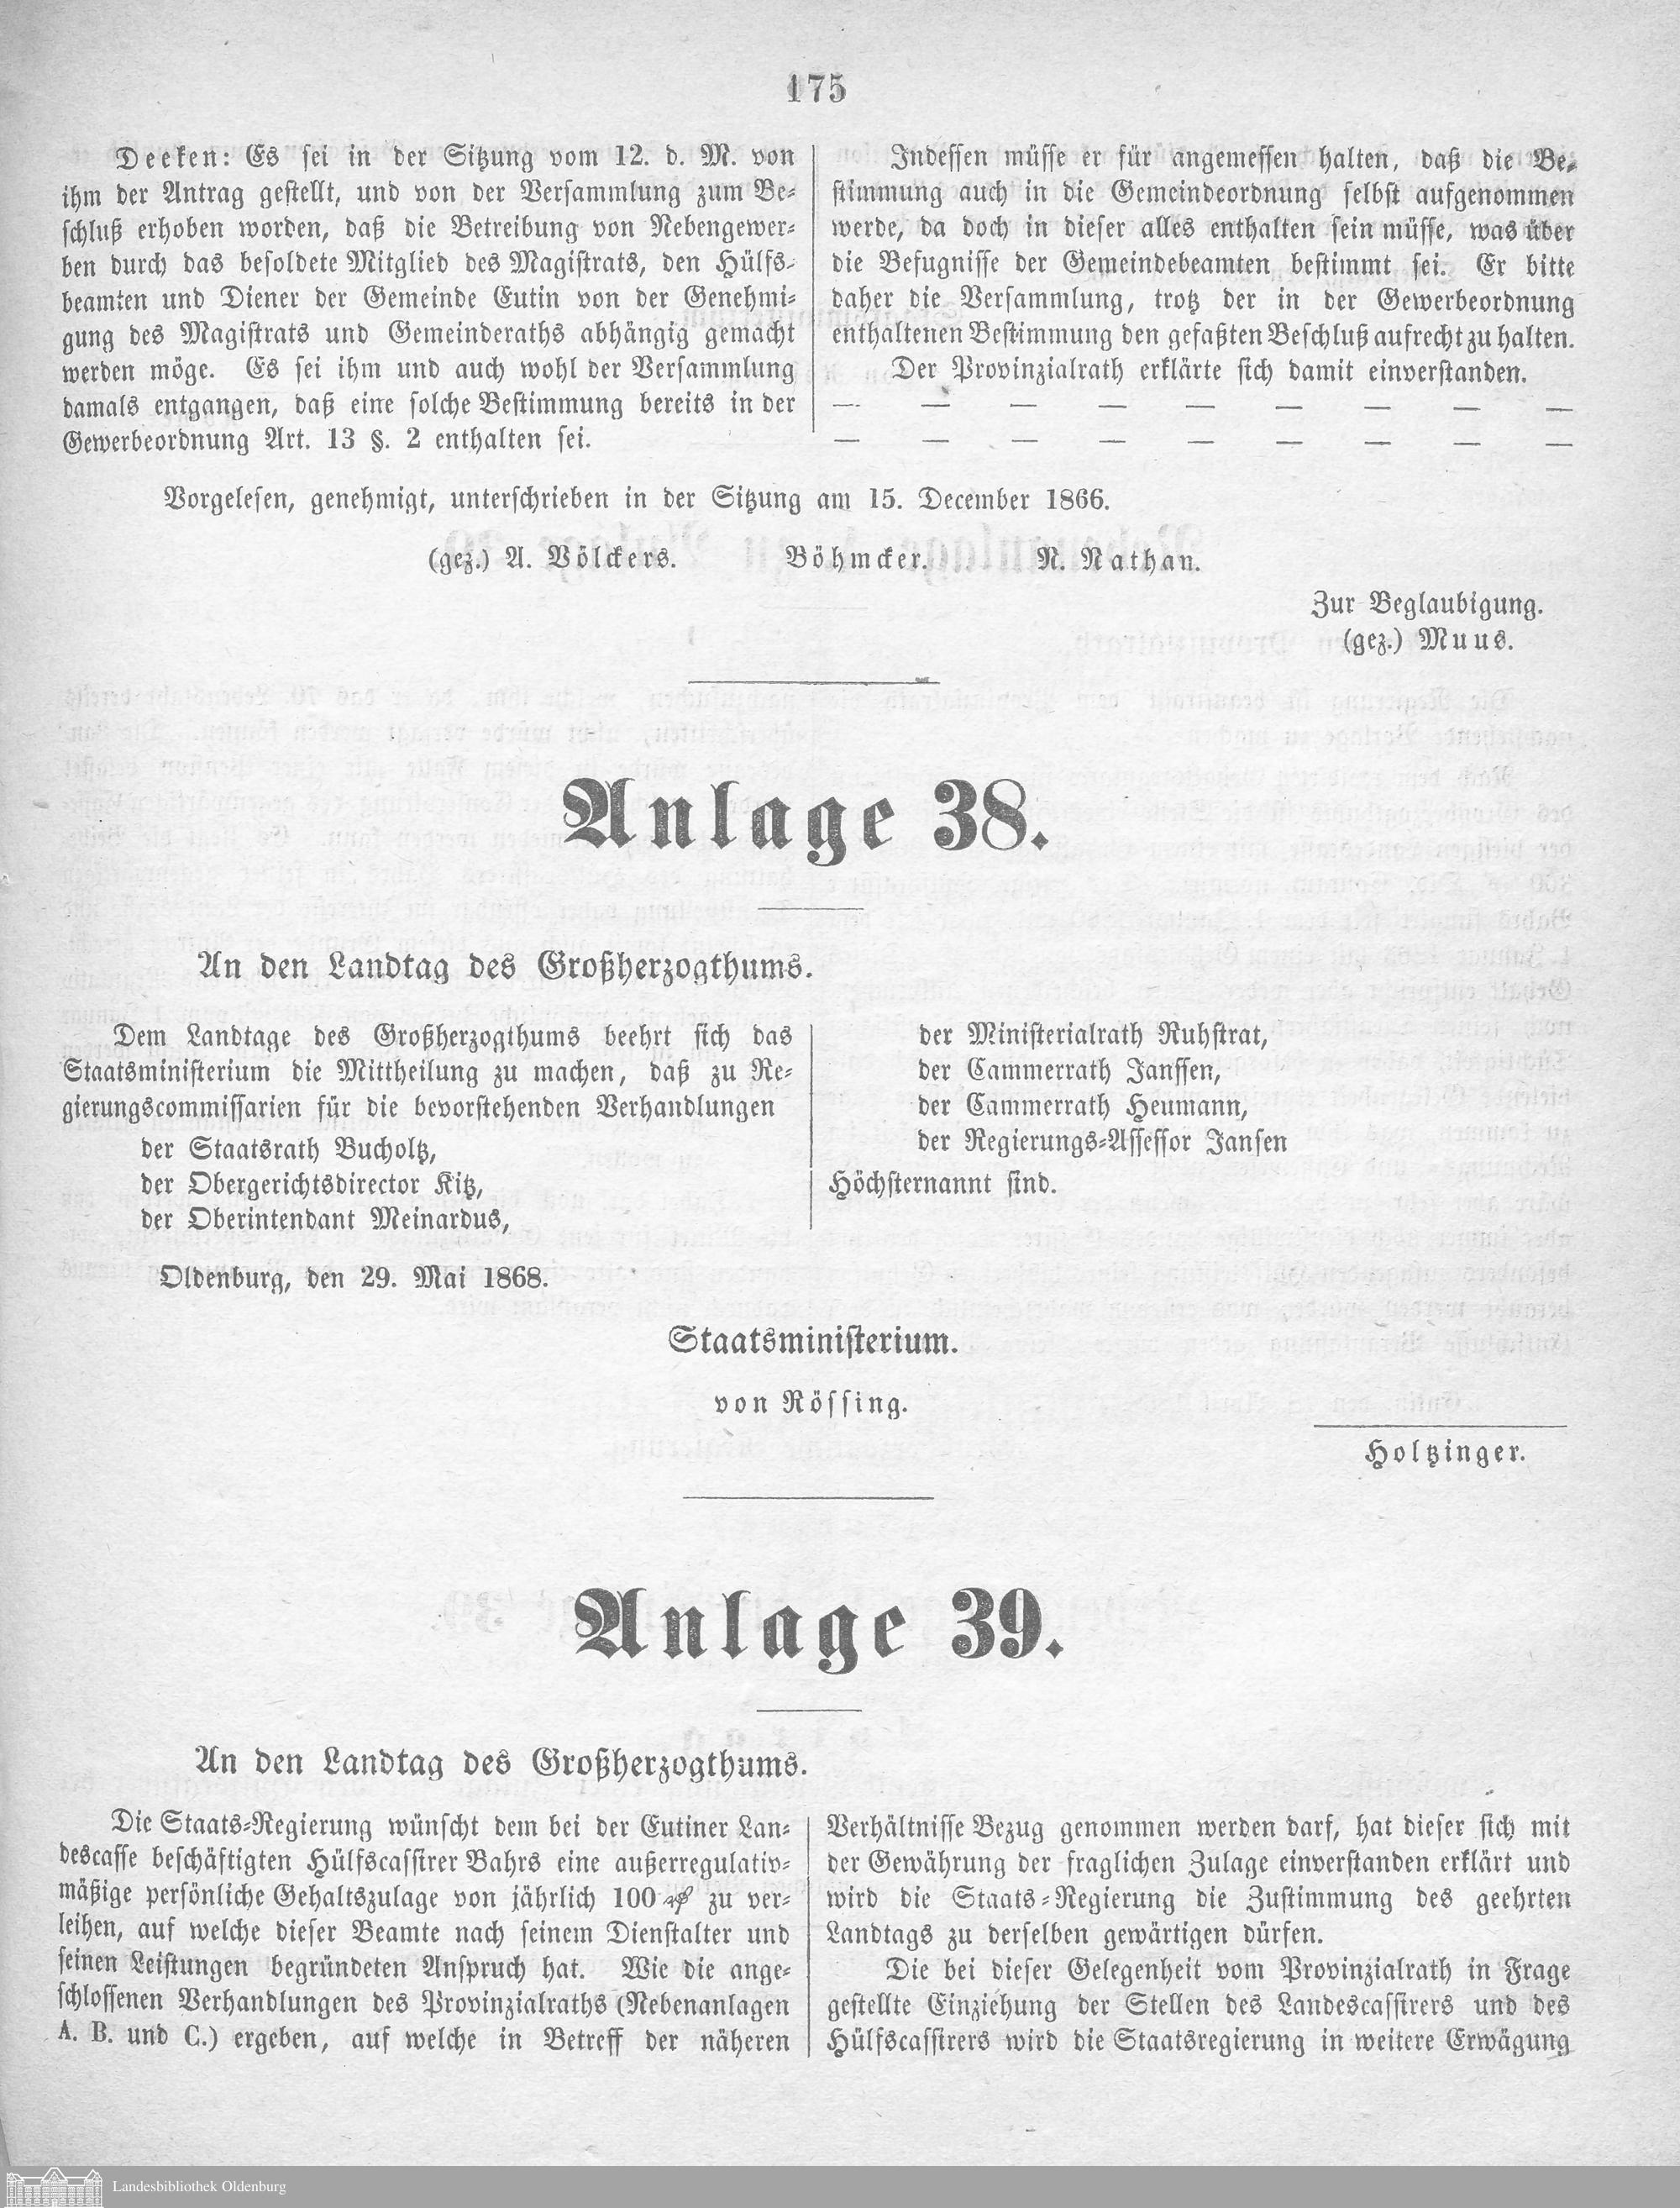 175
Deeken: Es sei in der Sitzung vom 12. d. M. von
ihm der Antrag gestellt, und von der Versammlung zum Be-
schluß erhoben worden, daß die Betreibung von Nebengewer-
ben durch das besoldete Mitglied des Magistrats, den Hülfs-
beamten und Diener der Gemeinde Eutin von der Genehmi-
gung des Magistrats und Gemeinderaths abhängig gemacht
werden möge. Es sei ihm und auch wohl der Versammlung
damals entgangen, daß eine solche Bestimmung bereits in der
Gewerbeordnung Art. 13 §. 2 enthalten sei.
Indessen müsse er für angemessen halten, daß die Be-
stimmung auch in die Gemeindeordnung selbst aufgenommen
werde, da doch in dieser alles enthalten sein müsse, was über
die Befugnisse der Gemeindebeamten bestimmt sei. Er bitte
daher die Versammlung, trotz der in der Gewerbeordnung
enthaltenen Bestimmung den gefaßten Beschluß aufrecht zu halten.
Der Provinzialrath erklärte sich damit einverstanden.
— — — — — — — — —
— — — — — — — — —
Vorgelesen, genehmigt, unterschrieben in der Sitzung am 15. December 1866.
(gez.) A. Völckers. Böhmcker. N. Nathan.
Zur Beglaubigung.
(gez.) Muus.
Anlage 38.
An den Landtag des Großherzogthums.
Dem Landtage des Großherzogthums beehrt sich das
Staatsministerium die Mittheilung zu machen, daß zu Re-
gierungscommissarien für die bevorstehenden Verhandlungen
der Staatsrath Bucholtz,
der Obergerichtsdirector Kitz,
der Oberintendant Meinardus,
der Ministerialrath Ruhstrat,
der Cammerrath Janssen,
der Cammerrath Heumann,
der Regierungs-Assessor Jansen
Höchsternannt sind.
Oldenburg, den 29. Mai 1868.
Staatsministerium.
von Rössing.
Holtzinger.
Anlage 39.
An den Landtag des Großherzogthums.
Die Staats-Regierung wünscht dem bei der Eutiner Lan-
descasse beschäftigten Hülfscassirer Bahrs eine außerregulativ-
mäßige persönliche Gehaltszulage von jährlich 100 ₰ zu ver-
leihen, auf welche dieser Beamte nach seinem Dienstalter und
seinen Leistungen begründeten Anspruch hat. Wie die ange-
schlossenen Verhandlungen des Provinzialraths (Nebenanlagen
A. B. und C.) ergeben, auf welche in Betreff der näheren
Verhältnisse Bezug genommen werden darf, hat dieser sich mit
der Gewährung der fraglichen Zulage einverstanden erklärt und
wird die Staats-Regierung die Zustimmung des geehrten
Landtags zu derselben gewärtigen dürfen.
Die bei dieser Gelegenheit vom Provinzialrath in Frage
gestellte Einziehung der Stellen des Landescassirers und des
Hülfscassirers wird die Staatsregierung in weitere Erwägung
Landesbibliothek Oldenburg